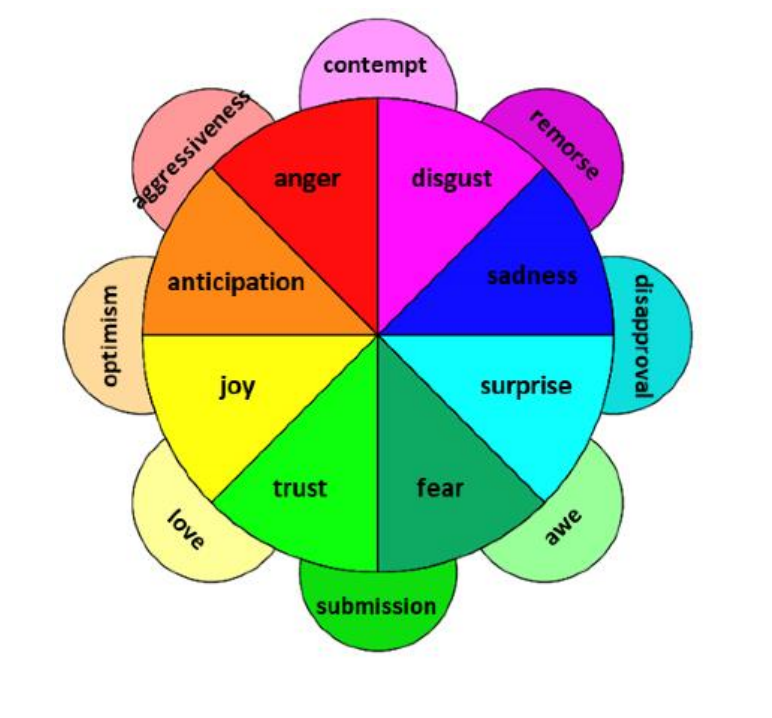 contempt
aggressiveness
remorse
anger
disgust
anticipation
sadness
optimism
disapproval
joy
surprise
trust
fear
love
awe
submission